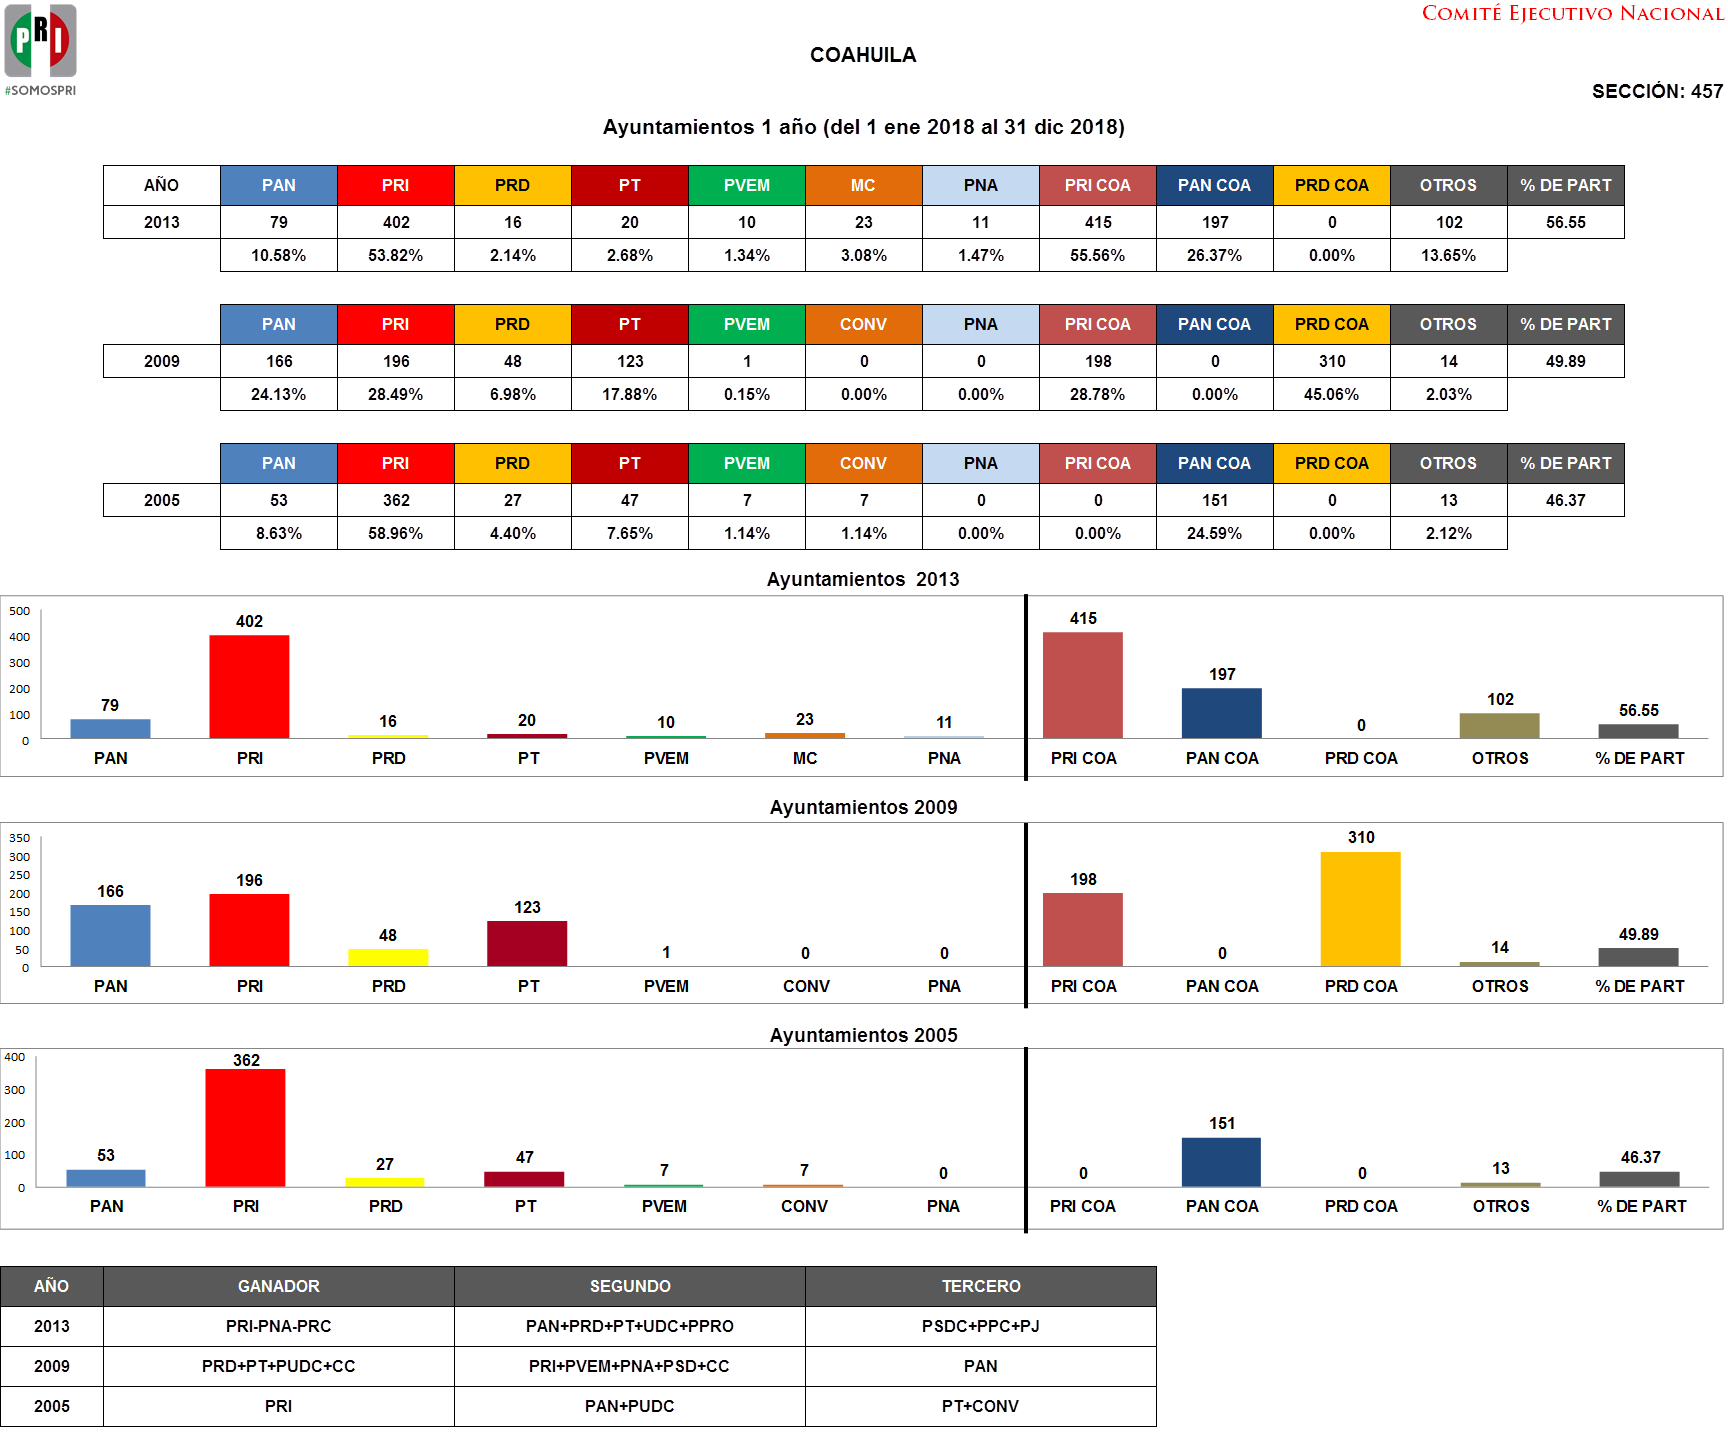 PRI
#SOMOSPRI
COMITÉ EJECUTIVO NACIONAL
COAHUILA
SECCIÓN: 457
Ayuntamientos 1 año (del 1 ene 2018 al 31 dic 2018)
AÑO PAN PRI PRD PT PVEM MC PNA PRI COA PAN COA PRD COA OTROS % DE PART
2013 79 402 16 20 10 23 11 415 197 0 102 56.55
10.58% 53.82% 2.14% 2.68% 1.34% 3.08% 1.47% 55.56% 26.37% 0.00% 13.65%
PAN PRI PRD PT PVEM CONV PNA PRI COA PAN COA PRD COA OTROS % DE PART
2009 166 196 48 123 1 0 0 198 0 310 14 49.89
24.13% 28.49% 6.98% 17.88% 0.15% 0.00% 0.00% 28.78% 0.00% 45.06% 2.03%
PAN PRI PRD PT PVEM CONV PNA PRI COA PAN COA PRD COA OTROS % DE PART
2005 53 362 27 47 7 7 0 0 151 0 13 46.37
8.63% 58.96% 4.40% 7.65% 1.14% 1.14% 0.00% 0.00% 24.59% 0.00% 2.12%
Ayuntamientos 2013
500
400
300
200
100
0
79 402 16 20 10 23 11 415 197 0 102 56.55
PAN PRI PRD PT PVEM MC PNA PRI COA PAN COA PRD COA OTROS % DE PART
Ayuntamientos 2009
350
300
250
200
150
100
50
0
166 196 48 123 1 0 0 198 0 310 14 49.89
PAN PRI PRD PT PVEM CONV PNA PRI COA PAN COA PRD COA OTROS % DE PART
Ayuntamientos 2005
400
300
200
100
0
53 362 27 47 7 7 0 0 151 0 13 46.37
PAN PRI PRD PT PVEM CONV PNA PRI COA PAN COA PRD COA OTROS % DE PART
AÑO GANADOR SEGUNDO TERCERO
2013 PRI-PNA-PRC PAN+PRD+PT+UDC+PPRO PSDC+PPC+PJ
2009 PRD+PT+PUDC+CC PRI+PVEM+PNA+PSD+CC PAN
2005 PRI PAN+PUDC PT+CONV